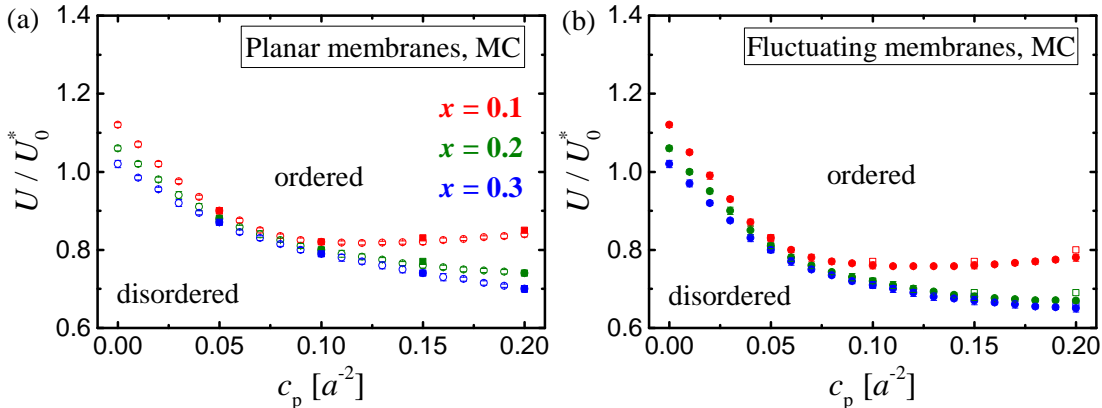 (a)
Planar membranes, MC
x = 0.1
x = 0.2
x = 0.3
ordered
disordered
U / U₀*
1.4
1.2
1.0
0.8
0.6
0.00 0.05 0.10 0.15 0.20
cₚ [a⁻²]
(b)
Fluctuating membranes, MC
ordered
disordered
U / U₀*
1.4
1.2
1.0
0.8
0.6
0.00 0.05 0.10 0.15 0.20
cₚ [a⁻²]